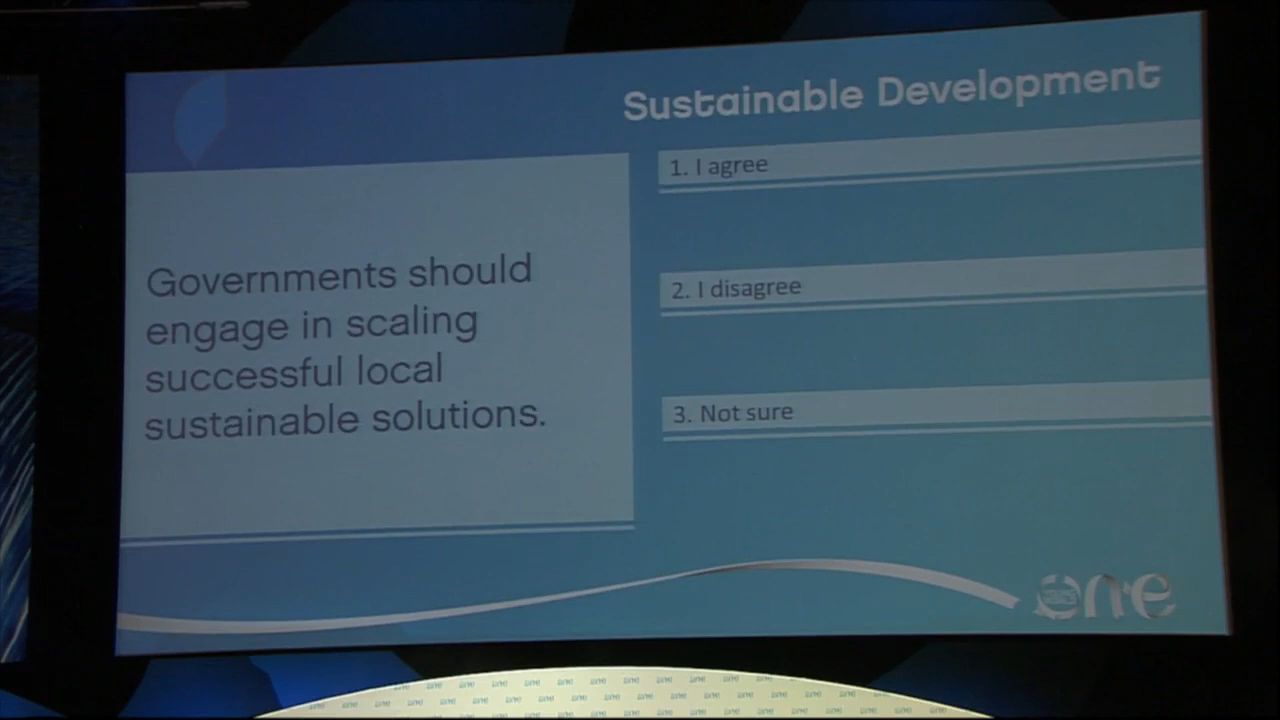 Sustainable Development
Governments should
engage in scaling
successful local
sustainable solutions.
1. I agree
2. I disagree
3. Not sure
one